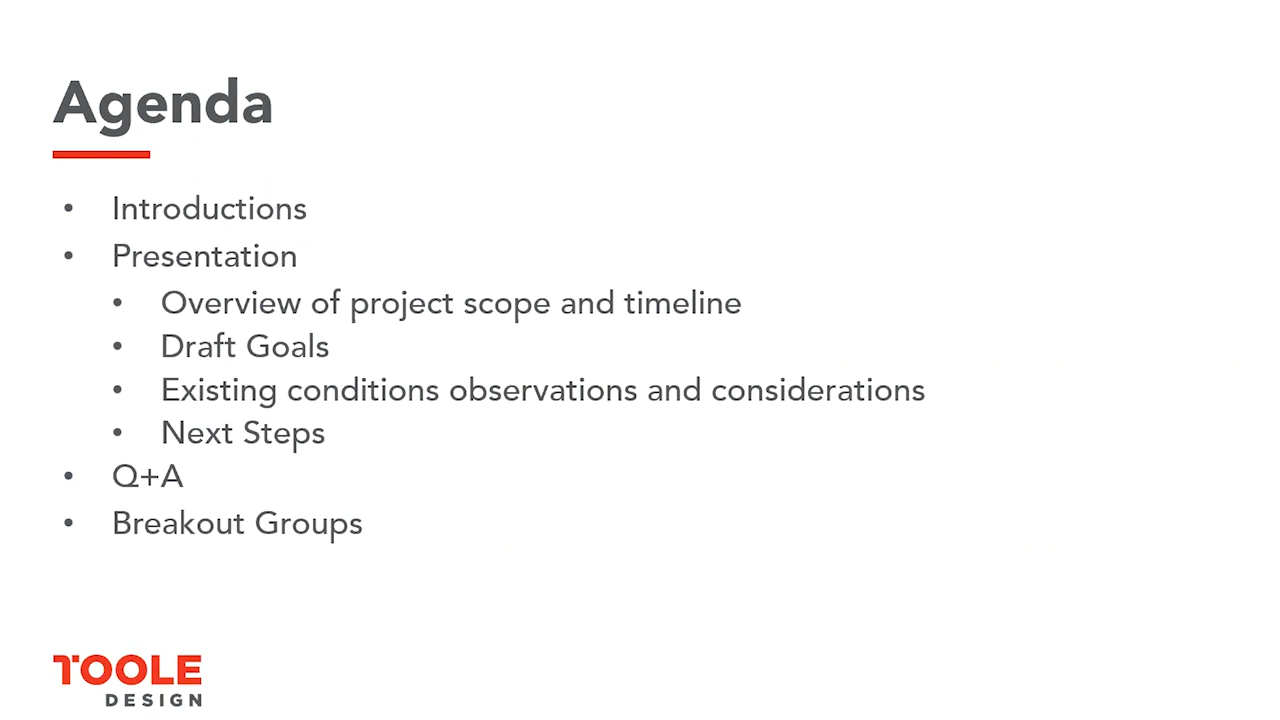 Agenda
• Introductions
• Presentation
• Overview of project scope and timeline
• Draft Goals
• Existing conditions observations and considerations
• Next Steps
• Q+A
• Breakout Groups
TOOLE
DESIGN